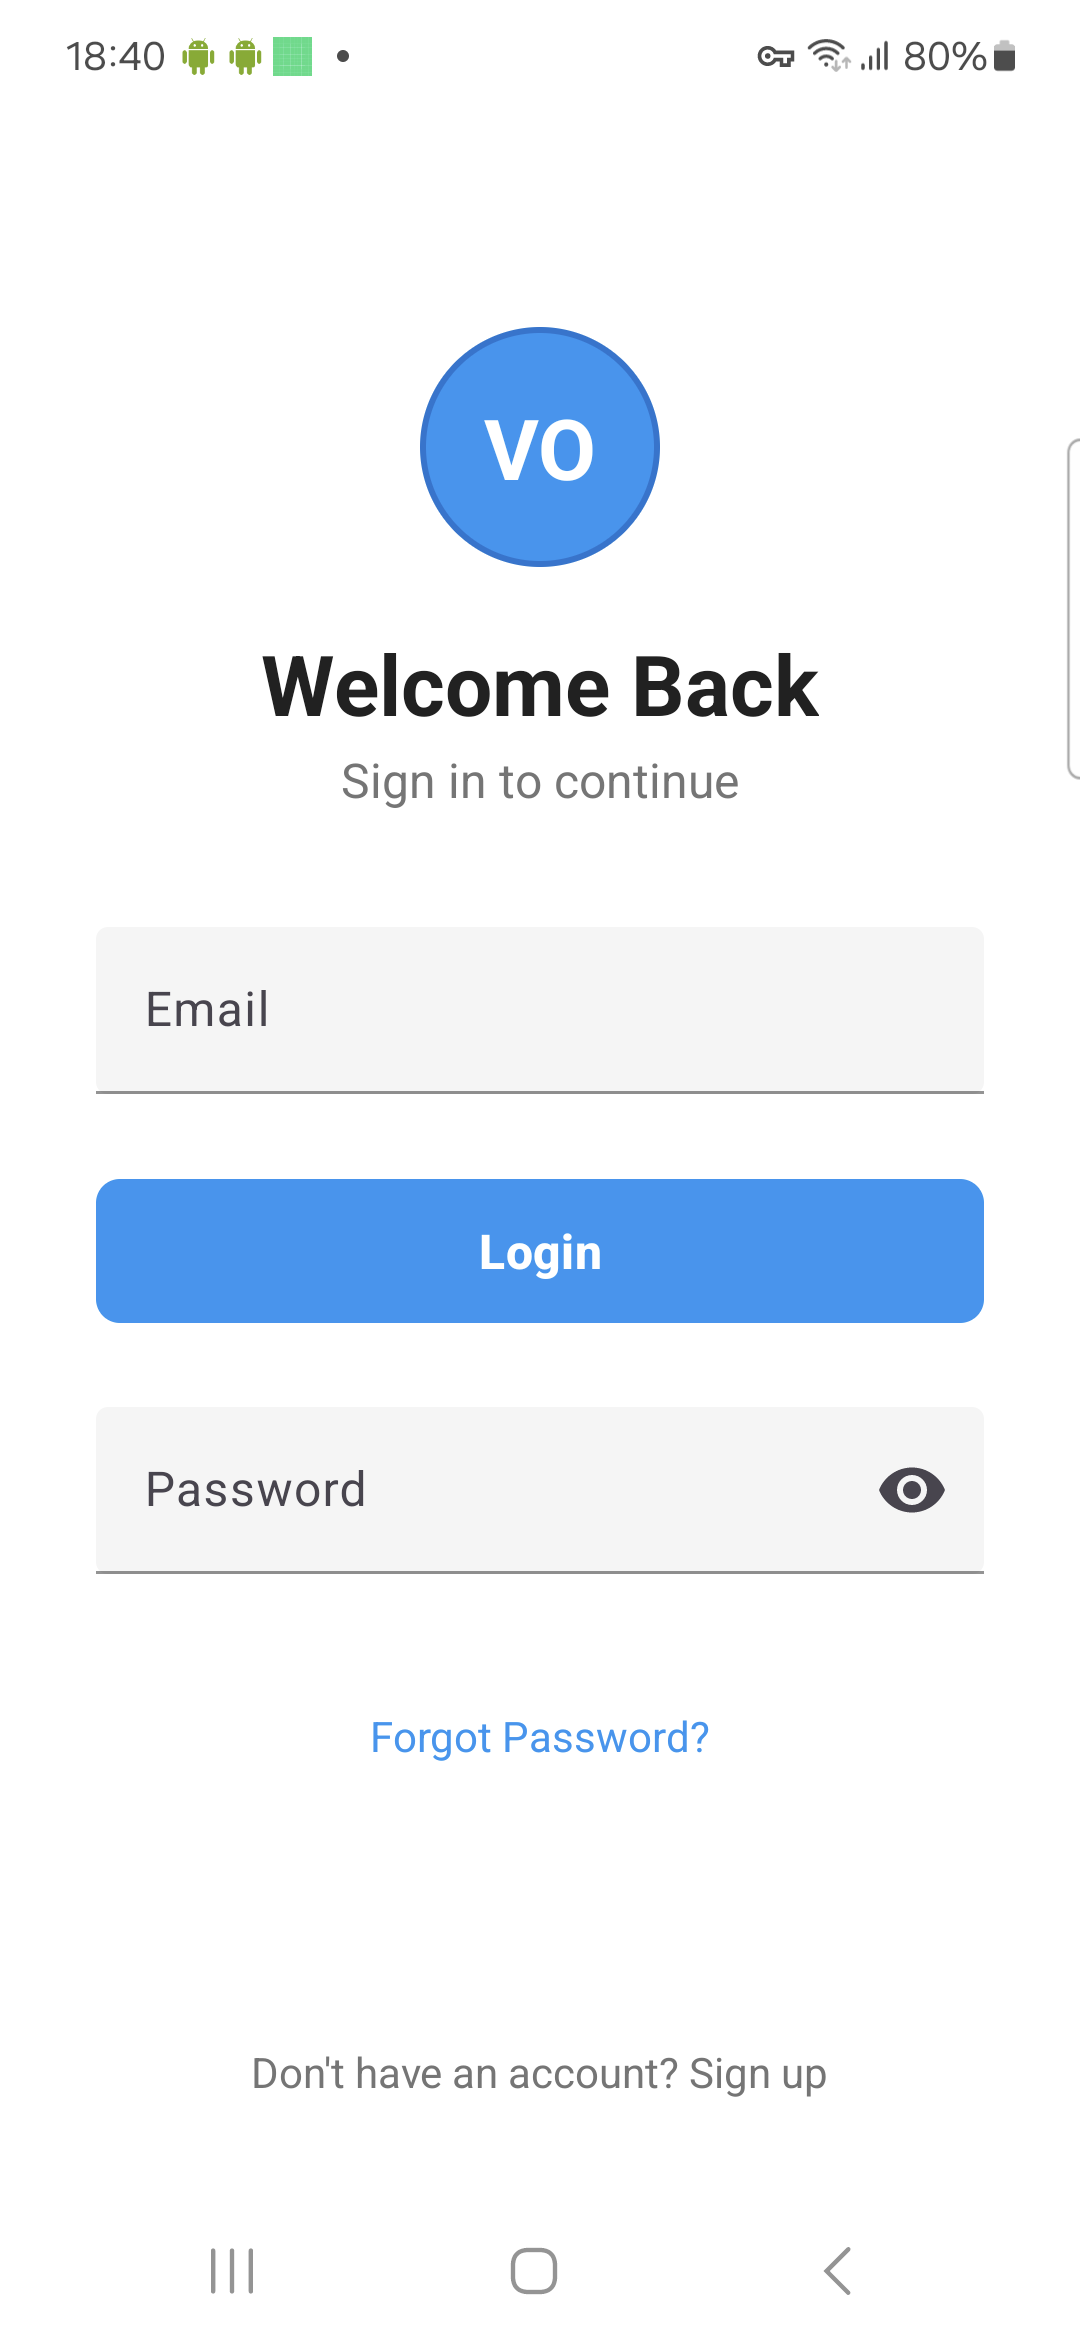 18:40 80%
VO
Welcome Back
Sign in to continue
Email
Login
Password
Forgot Password?
Don't have an account? Sign up